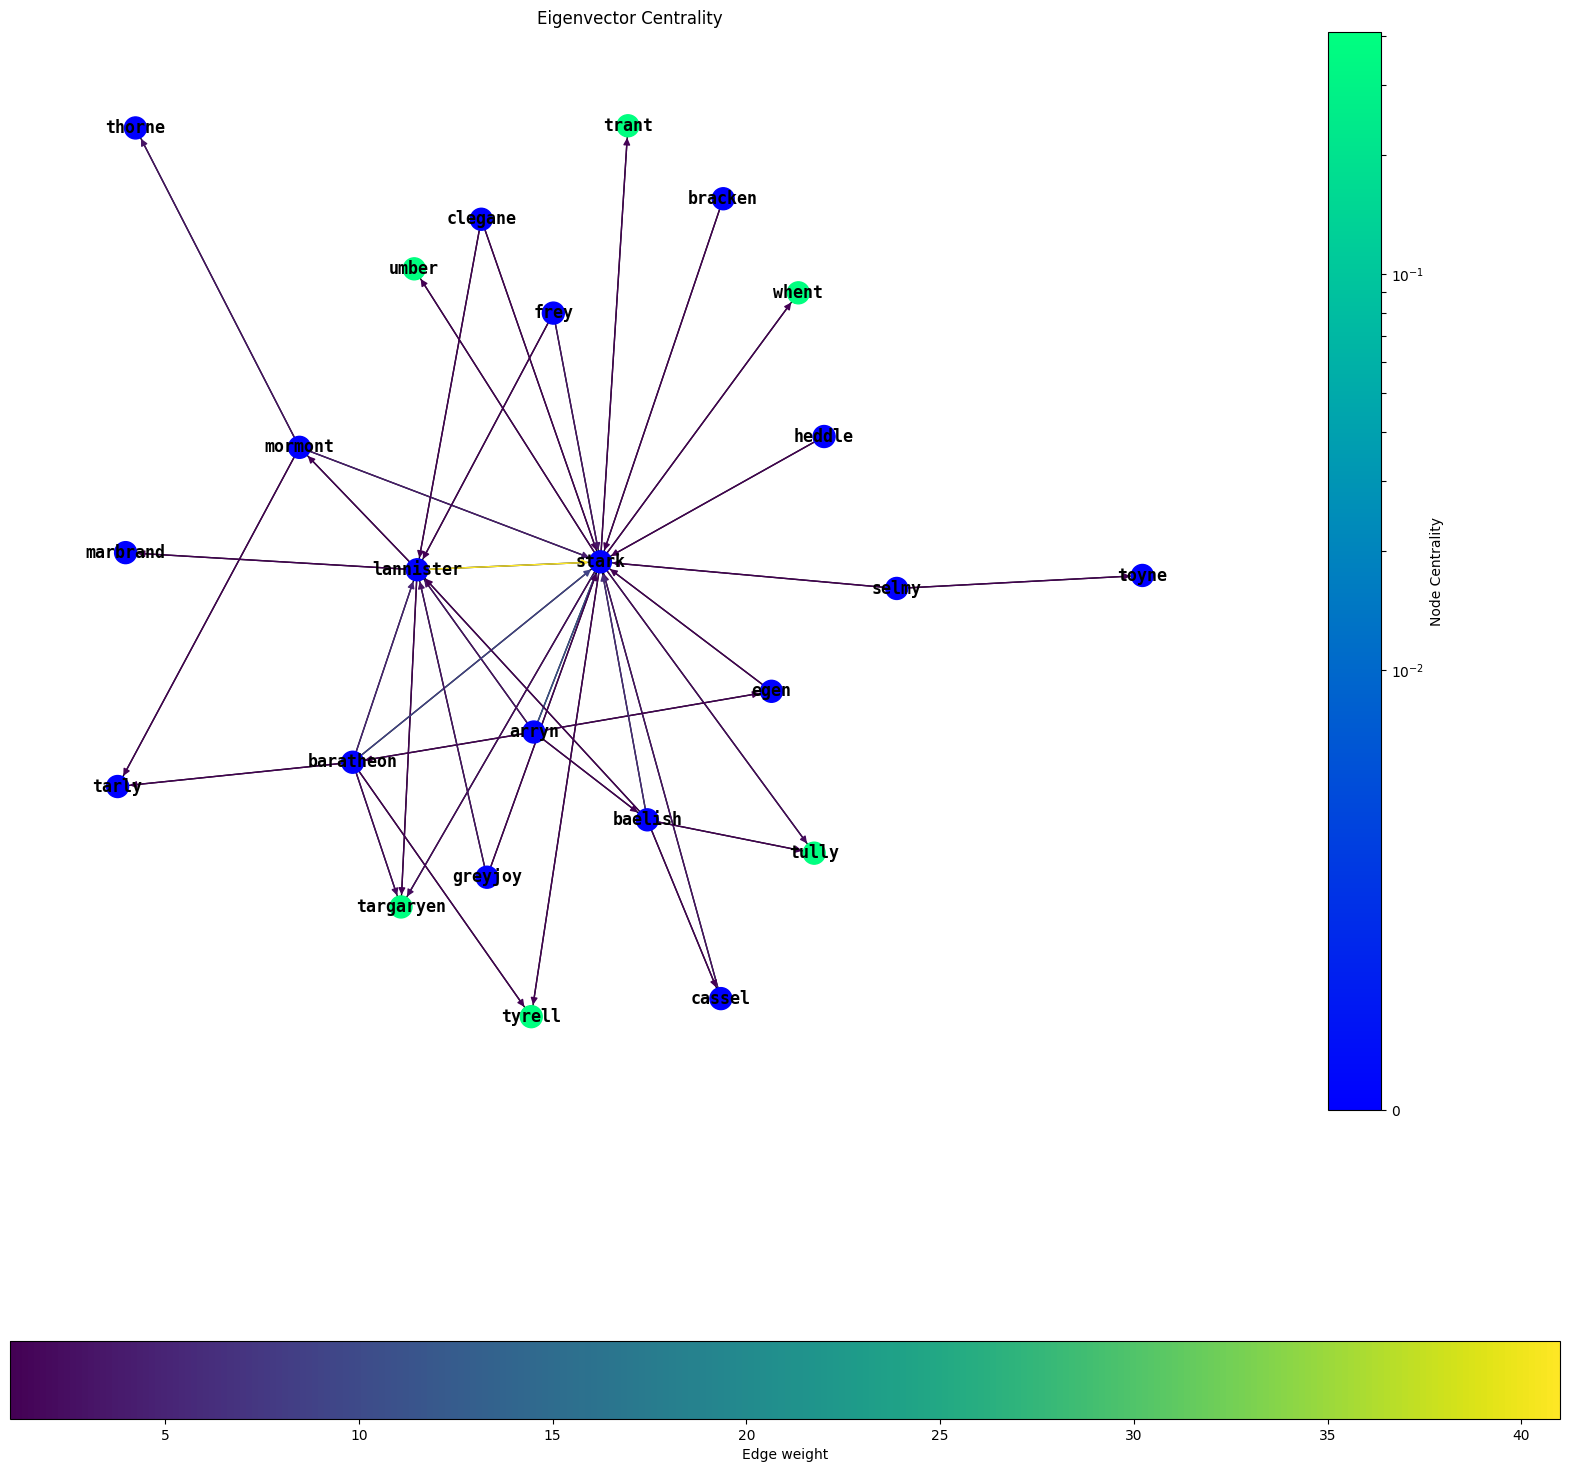 Eigenvector Centrality
thorne
trant
bracken
clegane
umber
whent
frey
heddle
mormont
marbrand
lannister
stark
selmy
toyne
egen
arryn
baratheon
tarly
baelish
tully
greyjoy
targaryen
cassel
tyrell
10⁻¹
10⁻²
0
Node Centrality
5 10 15 20 25 30 35 40
Edge weight